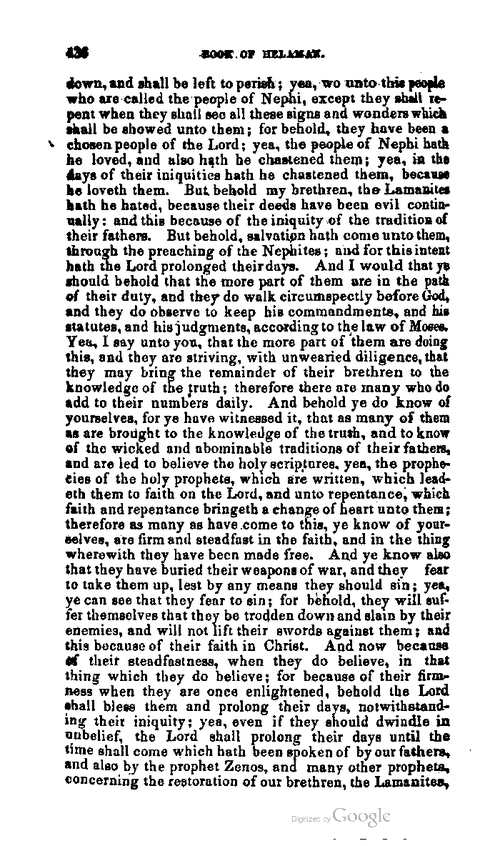 426 BOOK OF HELAMAN.
down, and shall be left to perish; yea, wo unto this people
who are called the people of Nephi, except they shall re-
pent when they shall see all these signs and wonders which
shall be showed unto them; for behold, they have been a
chosen people of the Lord; yea, the people of Nephi hath
he loved, and also hath he chastened them; yea, in the
days of their iniquities hath he chastened them, because
he loveth them. But behold my brethren, the Lamanites
hath he hated, because their deeds have been evil contin-
ually: and this because of the iniquity of the tradition of
their fathers. But behold, salvation hath come unto them,
through the preaching of the Nephites; and for this intent
hath the Lord prolonged their days. And I would that ye
should behold that the more part of them are in the path
of their duty, and they do walk circumspectly before God,
and they do observe to keep his commandments, and his
statutes, and his judgments, according to the law of Moses.
Yea, I say unto you, that the more part of them are doing
this, and they are striving, with unwearied diligence, that
they may bring the remainder of their brethren to the
knowledge of the truth; therefore there are many who do
add to their numbers daily. And behold ye do know of
yourselves, for ye have witnessed it, that as many of them
as are brought to the knowledge of the truth, and to know
of the wicked and abominable traditions of their fathers,
and are led to believe the holy scriptures, yea, the prophe-
cies of the holy prophets, which are written, which lead-
eth them to faith on the Lord, and unto repentance, which
faith and repentance bringeth a change of heart unto them;
therefore as many as have come to this, ye know of your-
selves, are firm and steadfast in the faith, and in the thing
wherewith they have been made free. And ye know also
that they have buried their weapons of war, and they fear
to take them up, lest by any means they should sin; yea,
ye can see that they fear to sin; for behold, they will suf-
fer themselves that they be trodden down and slain by their
enemies, and will not lift their swords against them; and
this because of their faith in Christ. And now because
of their steadfastness, when they do believe, in that
thing which they do believe; for because of their firm-
ness when they are once enlightened, behold the Lord
shall bless them and prolong their days, notwithstand-
ing their iniquity; yea, even if they should dwindle in
unbelief, the Lord shall prolong their days until the
time shall come which hath been spoken of by our fathers,
and also by the prophet Zenos, and many other prophets,
concerning the restoration of our brethren, the Lamanites,
Digitized by Google